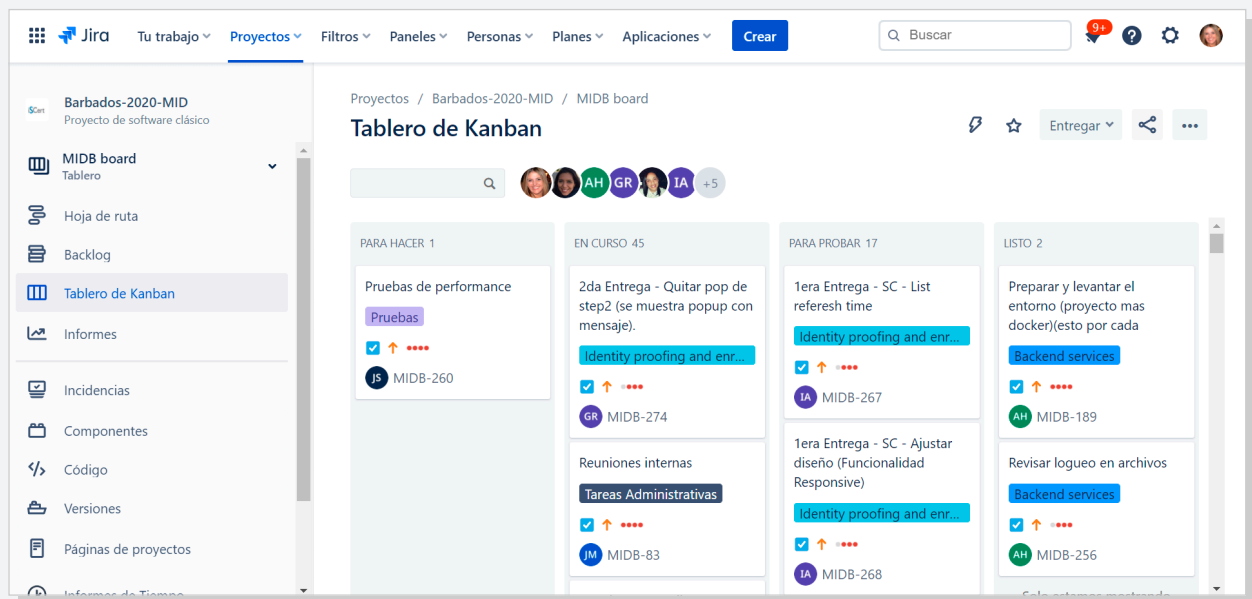 Jira
Tu trabajo
Proyectos
Filtros
Paneles
Personas
Planes
Aplicaciones
Crear
Buscar
9+
SCert
Barbados-2020-MID
Proyecto de software clásico
MIDB board
Tablero
Hoja de ruta
Backlog
Tablero de Kanban
Informes
Incidencias
Componentes
Código
Versiones
Páginas de proyectos
Informes de Tiempo
Proyectos / Barbados-2020-MID / MIDB board
Tablero de Kanban
Entregar
AH
GR
IA
+5
PARA HACER 1
Pruebas de performance
Pruebas
JS
MIDB-260
EN CURSO 45
2da Entrega - Quitar pop de
step2 (se muestra popup con
mensaje).
Identity proofing and enr...
GR
MIDB-274
Reuniones internas
Tareas Administrativas
JM
MIDB-83
PARA PROBAR 17
1era Entrega - SC - List
referesh time
Identity proofing and enr...
IA
MIDB-267
1era Entrega - SC - Ajustar
diseño (Funcionalidad
Responsive)
Identity proofing and enr...
IA
MIDB-268
LISTO 2
Preparar y levantar el
entorno (proyecto mas
docker)(esto por cada
Backend services
AH
MIDB-189
Revisar logueo en archivos
Backend services
AH
MIDB-256
Solo estamos mostrando